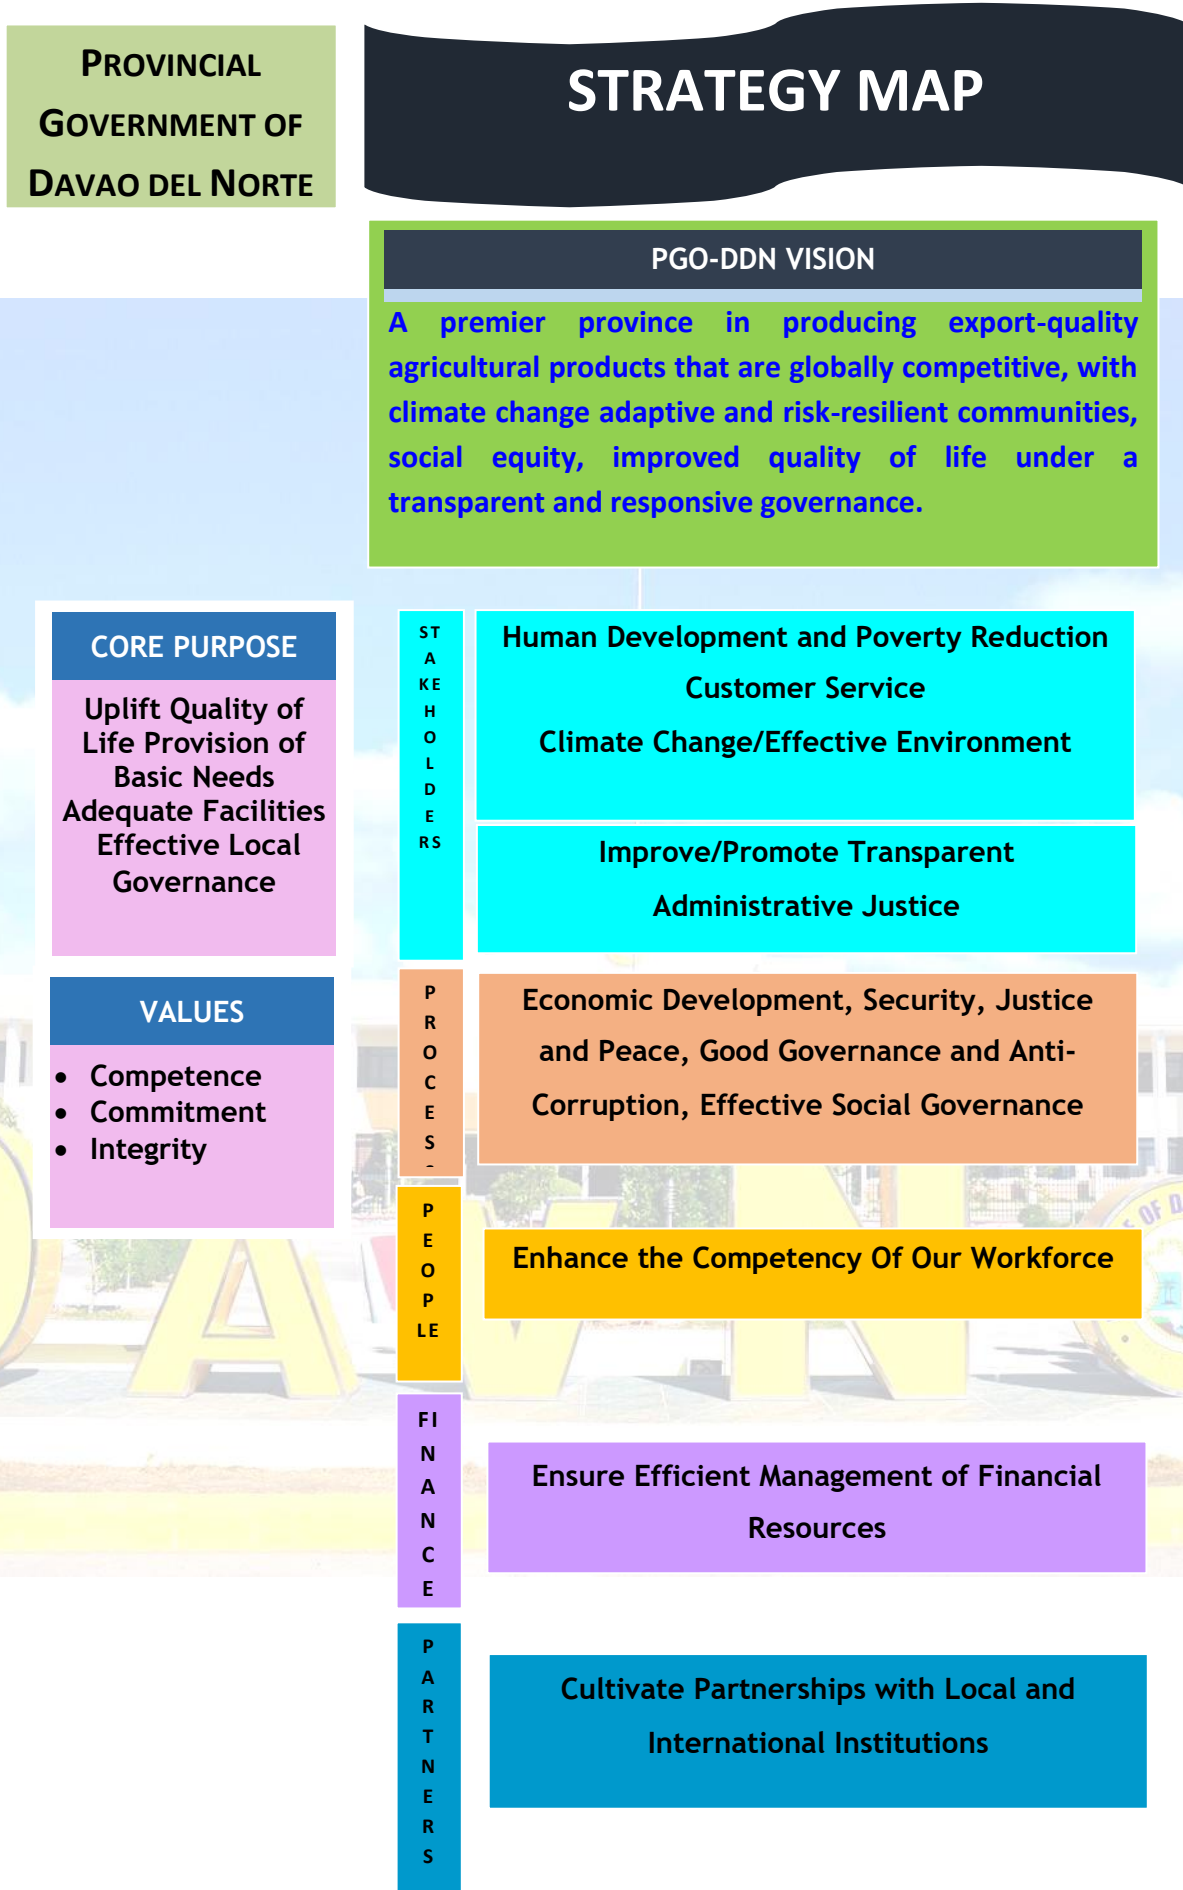 PROVINCIAL
GOVERNMENT OF
DAVAO DEL NORTE
STRATEGY MAP
PGO-DDN VISION
A premier province in producing export-quality
agricultural products that are globally competitive, with
climate change adaptive and risk-resilient communities,
social equity, improved quality of life under a
transparent and responsive governance.
CORE PURPOSE
Uplift Quality of
Life Provision of
Basic Needs
Adequate Facilities
Effective Local
Governance
VALUES
• Competence
• Commitment
• Integrity
ST
A
KE
H
O
L
D
E
RS
Human Development and Poverty Reduction
Customer Service
Climate Change/Effective Environment
Improve/Promote Transparent
Administrative Justice
P
R
O
C
E
S
Economic Development, Security, Justice
and Peace, Good Governance and Anti-
Corruption, Effective Social Governance
P
E
O
P
LE
Enhance the Competency Of Our Workforce
FI
N
A
N
C
E
Ensure Efficient Management of Financial
Resources
P
A
R
T
N
E
R
S
Cultivate Partnerships with Local and
International Institutions